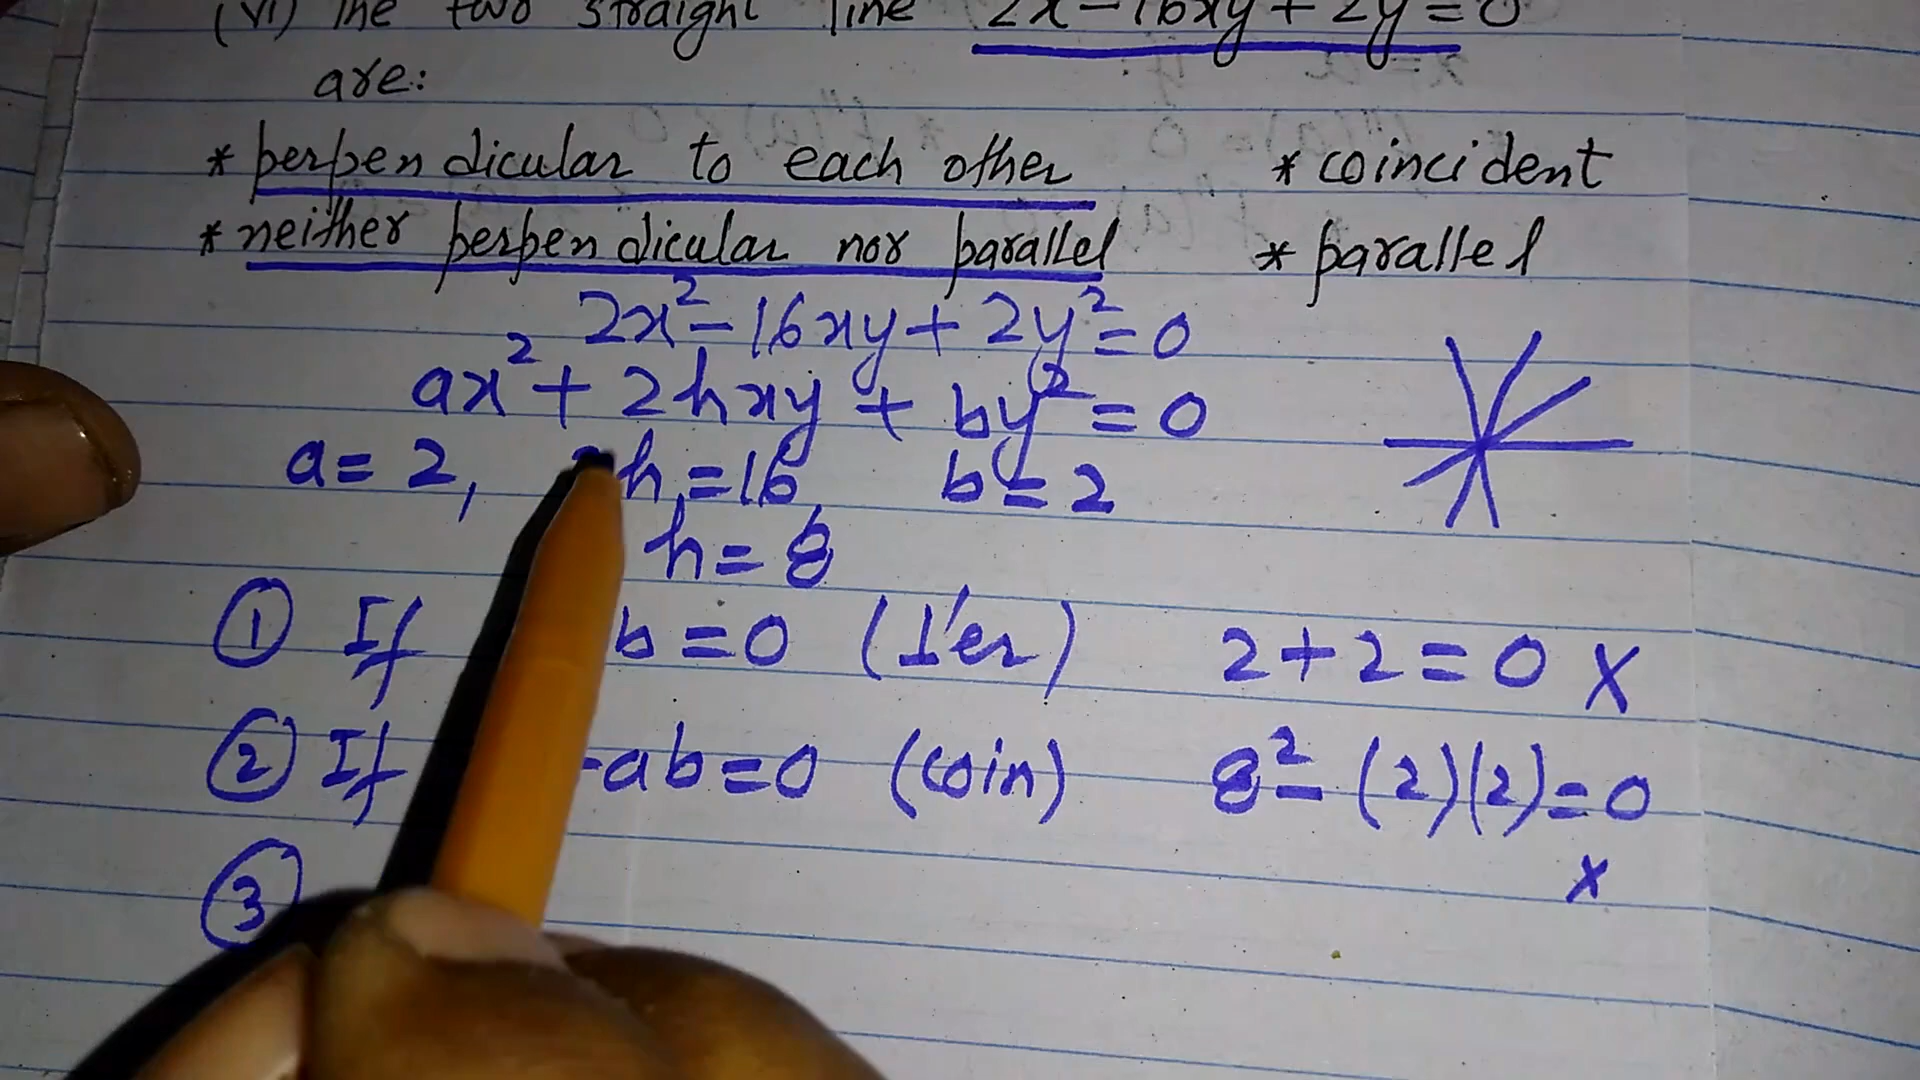 (vi) The two straight line 2x²-16xy+2y²=0
are:
* perpendicular to each other * coincident
* neither perpendicular nor parallel * parallel
2x²-16xy+2y²=0
ax²+2hxy+by²=0
a=2, h=16 b=2
h=8
① If b=0 (⊥'er) 2+2=0 X
② If -ab=0 (coin) 8²-(2)(2)=0
X
③